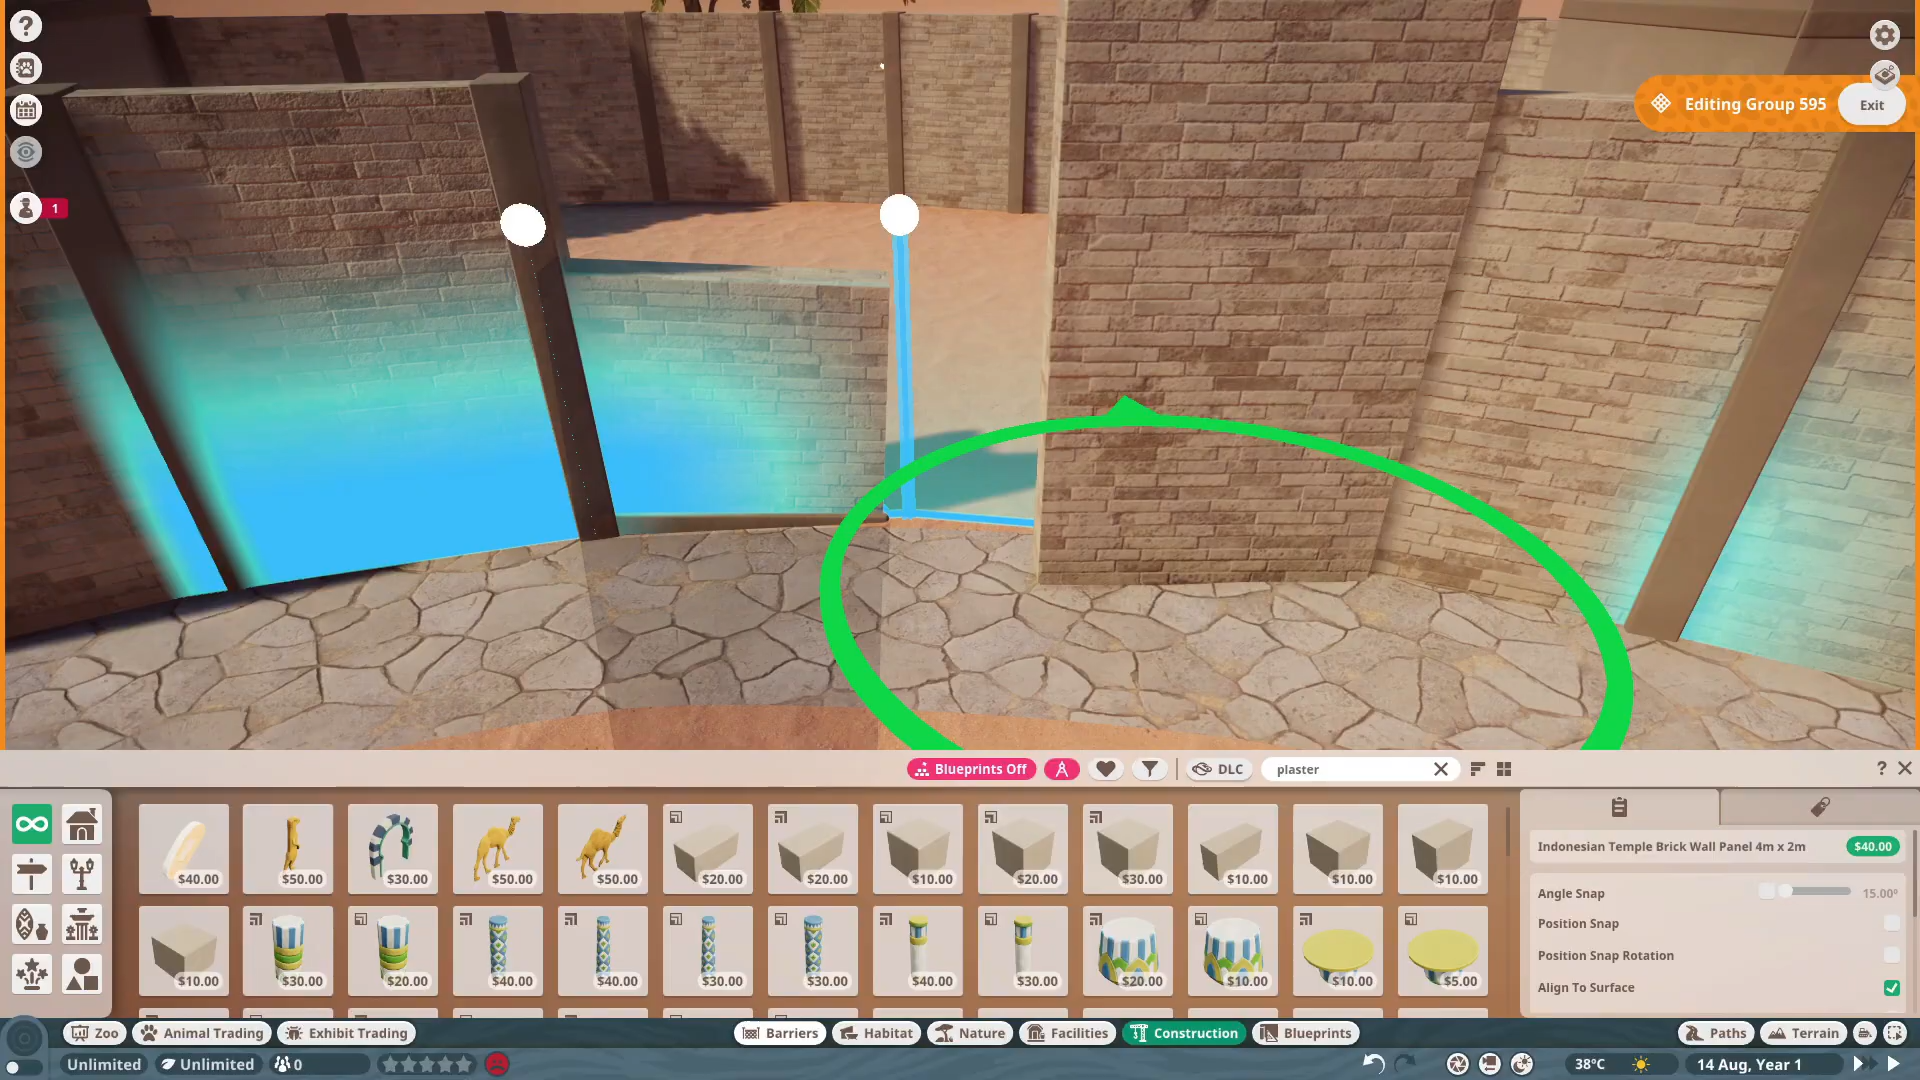 ?
1
Editing Group 595
Exit
Blueprints Off
DLC
plaster
?
$40.00
$50.00
$30.00
$50.00
$50.00
$20.00
$20.00
$10.00
$20.00
$30.00
$10.00
$10.00
$10.00
$10.00
$30.00
$20.00
$40.00
$40.00
$30.00
$30.00
$40.00
$30.00
$20.00
$10.00
$10.00
$5.00
Indonesian Temple Brick Wall Panel 4m x 2m
$40.00
Angle Snap
15.00°
Position Snap
Position Snap Rotation
Align To Surface
Zoo
Animal Trading
Exhibit Trading
Barriers
Habitat
Nature
Facilities
Construction
Blueprints
Paths
Terrain
Unlimited
Unlimited
0
38°C
14 Aug, Year 1